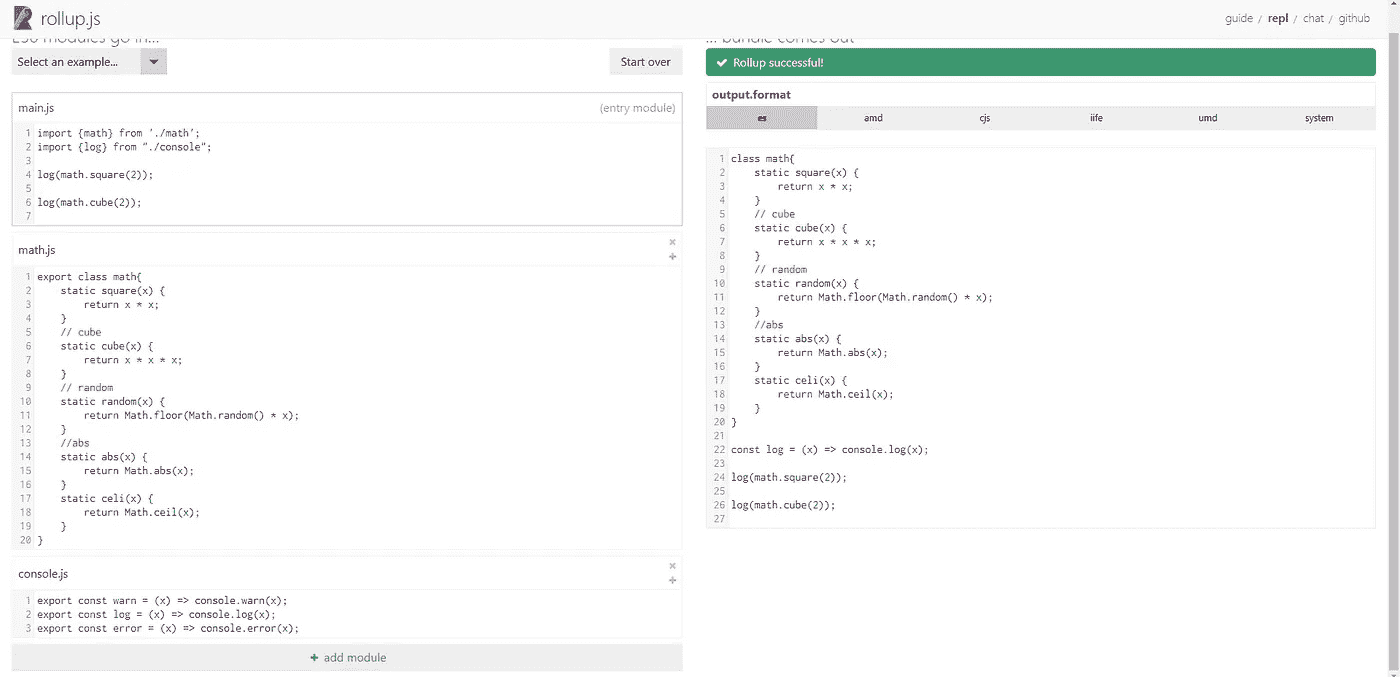 rollup.js
guide / repl / chat / github
ES6 modules go in...
Select an example...
Start over
main.js
(entry module)
1 import {math} from './math';
2 import {log} from "./console";
3
4 log(math.square(2));
5
6 log(math.cube(2));
7
math.js
1 export class math{
2 static square(x) {
3 return x * x;
4 }
5 // cube
6 static cube(x) {
7 return x * x * x;
8 }
9 // random
10 static random(x) {
11 return Math.floor(Math.random() * x);
12 }
13 //abs
14 static abs(x) {
15 return Math.abs(x);
16 }
17 static celi(x) {
18 return Math.ceil(x);
19 }
20 }
console.js
1 export const warn = (x) => console.warn(x);
2 export const log = (x) => console.log(x);
3 export const error = (x) => console.error(x);
+ add module
... bundle comes out
Rollup successful!
output.format
es amd cjs iife umd system
1 class math{
2 static square(x) {
3 return x * x;
4 }
5 // cube
6 static cube(x) {
7 return x * x * x;
8 }
9 // random
10 static random(x) {
11 return Math.floor(Math.random() * x);
12 }
13 //abs
14 static abs(x) {
15 return Math.abs(x);
16 }
17 static celi(x) {
18 return Math.ceil(x);
19 }
20 }
21
22 const log = (x) => console.log(x);
23
24 log(math.square(2));
25
26 log(math.cube(2));
27